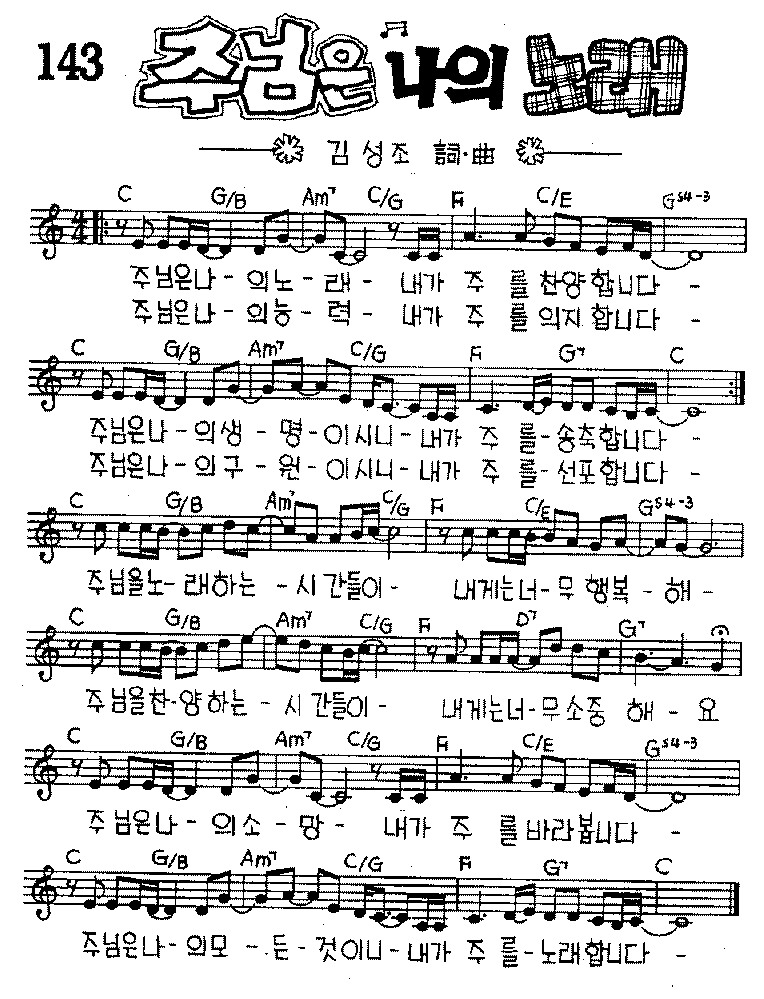 143 주님은 나의 노래
김성조 詞·曲
C G/B Am7 C/G F C/E Gs4-3
주님은나-의노-래- 내가 주 를찬양합니다 -
주님은나-의능-력- 내가 주 를의지합니다 -
C G/B Am7 C/G F G7 C
주님은나-의생-명-이시니-내가 주 를-송축합니다 -
주님은나-의구-원-이시니-내가 주 를-선포합니다 -
C G/B Am7 C/G F C/E Gs4-3
주님을노-래하는 -시간들이- 내게는너-무행복-해-
C G/B Am7 C/G F D7 G7
주님을찬-양하는-시간들이- 내게는너-무소중 해-요
C G/B Am7 C/G F C/E Gs4-3
주님은나-의소-망- 내가 주 를바라봅니다 -
C G/B Am7 C/G F G7 C
주님은나-의모-든-것이니-내가 주 를-노래합니다 -